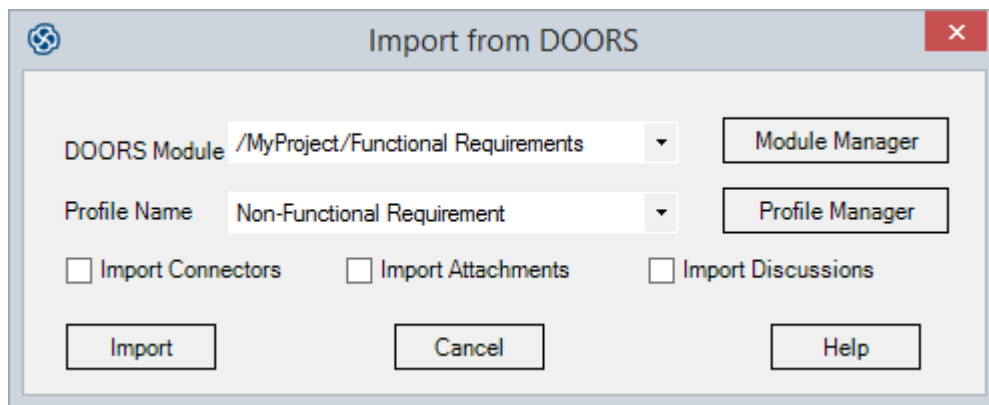 Import from DOORS
DOORS Module /MyProject/Functional Requirements Module Manager
Profile Name Non-Functional Requirement Profile Manager
Import Connectors Import Attachments Import Discussions
Import Cancel Help